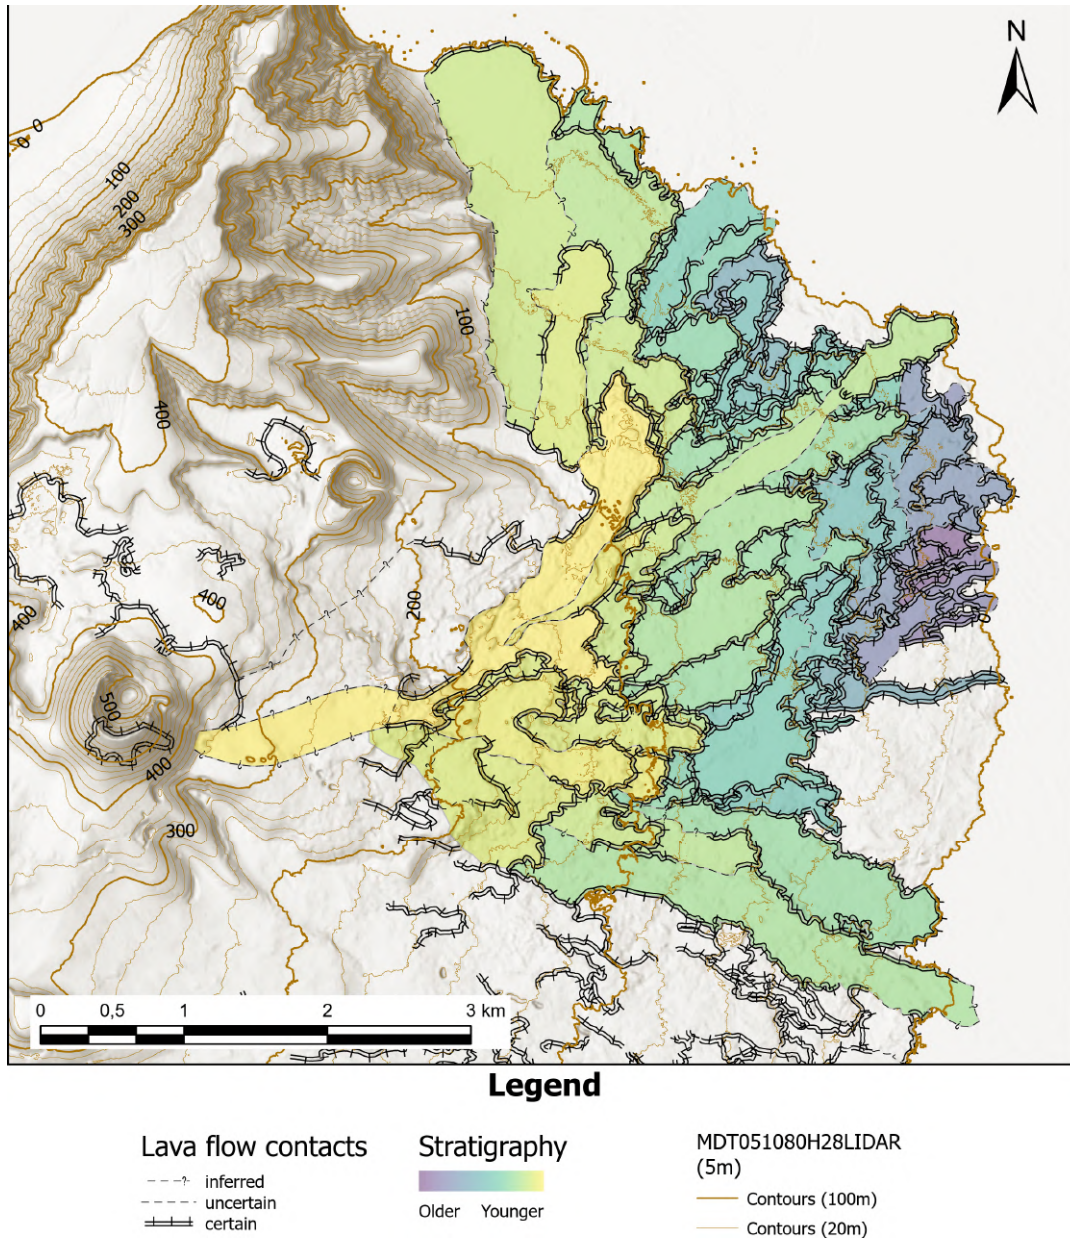 N
0
0
100
200
300
400
100
200
400
400
500
400
300
0
0 0,5 1 2 3 km
Legend
Lava flow contacts
inferred
uncertain
certain
Stratigraphy
Older Younger
MDT051080H28LIDAR
(5m)
Contours (100m)
Contours (20m)